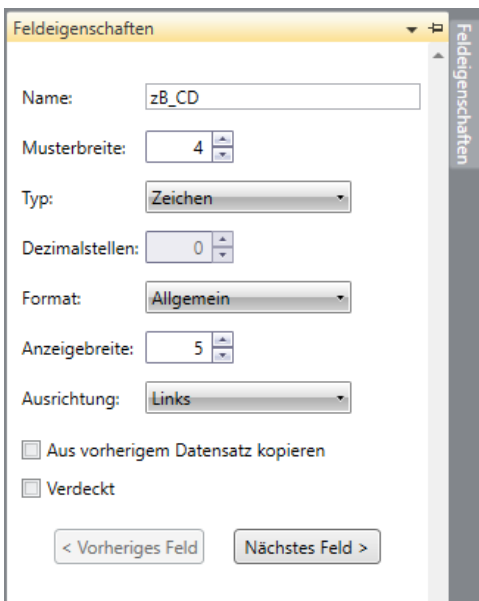 Feldeigenschaften
Feldeigenschaften
Name: zB_CD
Musterbreite: 4
Typ: Zeichen
Dezimalstellen: 0
Format: Allgemein
Anzeigebreite: 5
Ausrichtung: Links
Aus vorherigem Datensatz kopieren
Verdeckt
< Vorheriges Feld Nächstes Feld >